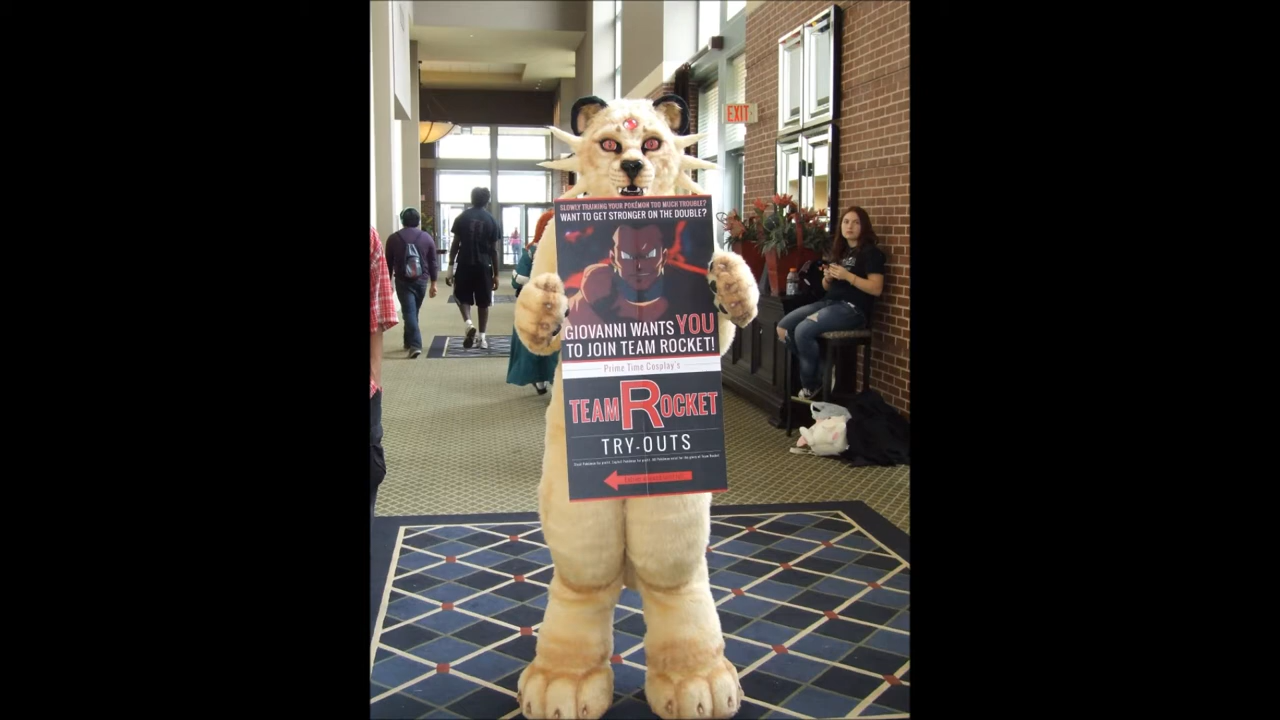 EXIT
SLOWLY TRAINING YOUR POKÉMON TOO MUCH TROUBLE?
WANT TO GET STRONGER ON THE DOUBLE?
GIOVANNI WANTS YOU
TO JOIN TEAM ROCKET!
Prime Time Cosplay's
TEAM ROCKET
TRY-OUTS